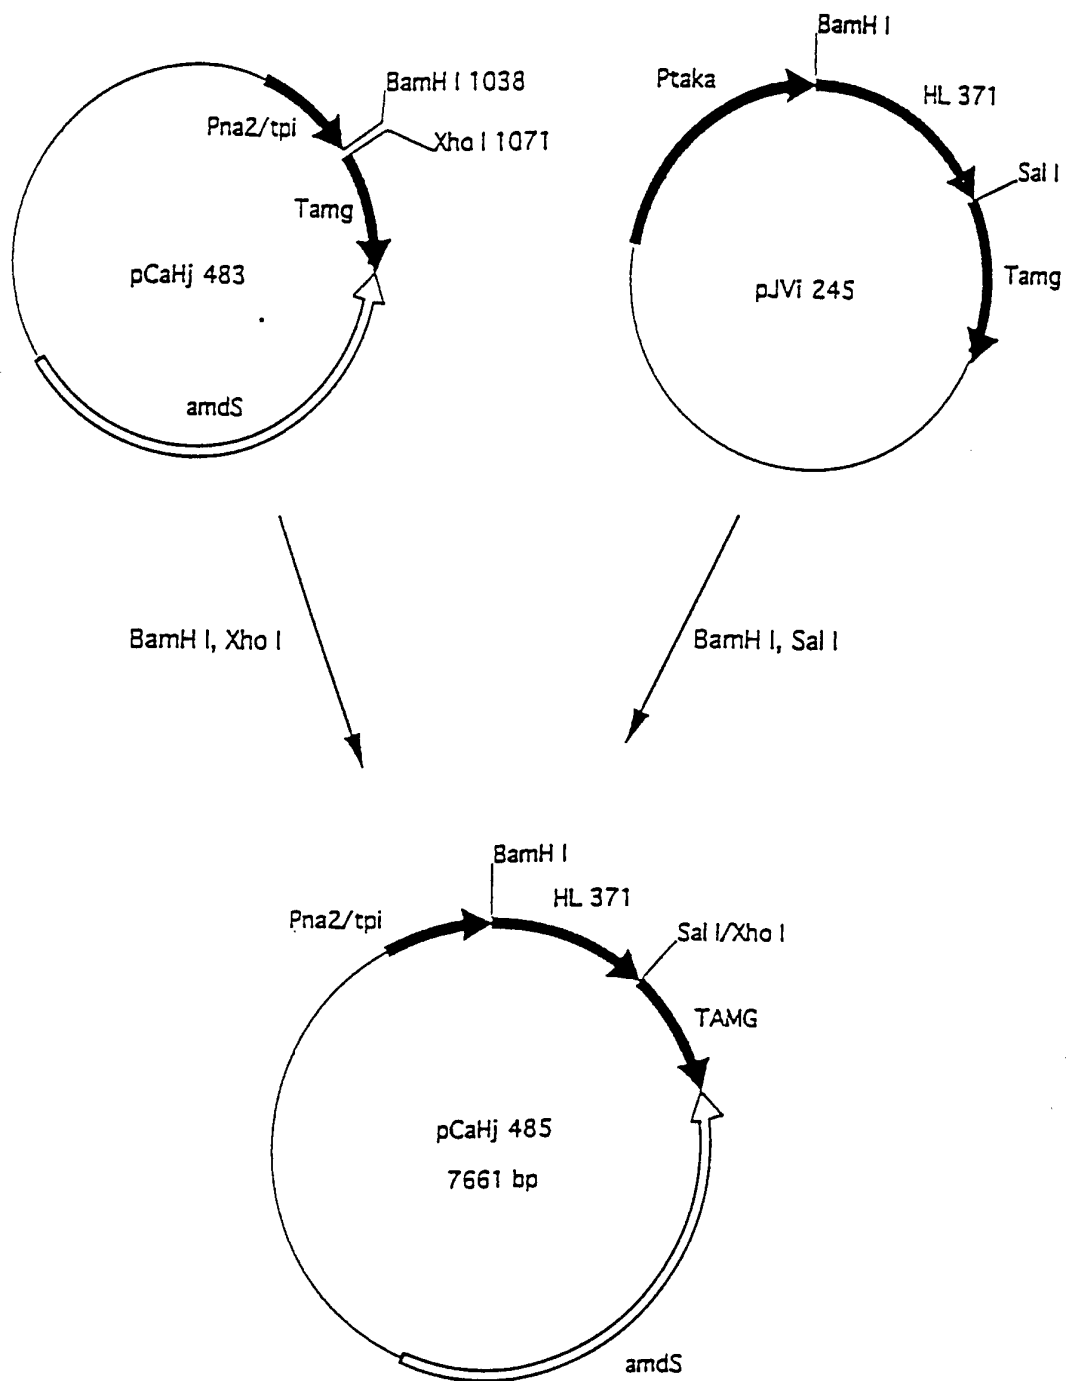 BamH I
Ptaka
HL 371
BamH I 1038
Pna2/tpi
Xho I 1071
Sal I
Tamg
pCaHj 483
pJVi 245
Tamg
amdS
BamH I, Xho I
BamH I, Sal I
BamH I
HL 371
Pna2/tpi
Sal I/Xho I
TAMG
pCaHj 485
7661 bp
amdS